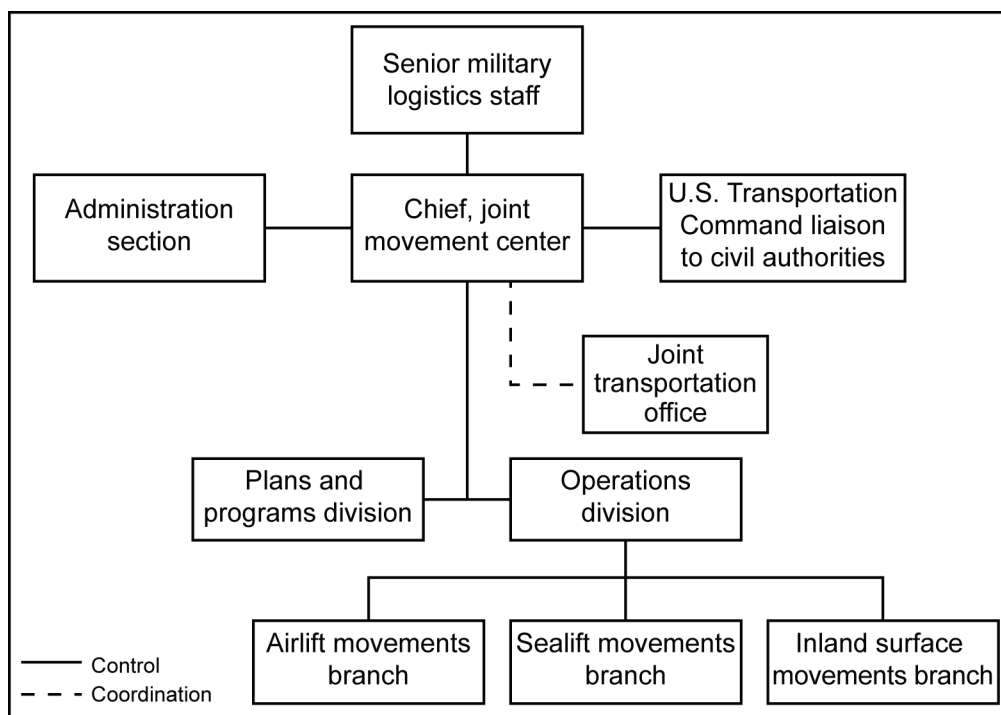 Senior military
logistics staff
Administration
section
Chief, joint
movement center
U.S. Transportation
Command liaison
to civil authorities
Joint
transportation
office
Plans and
programs division
Operations
division
Airlift movements
branch
Sealift movements
branch
Inland surface
movements branch
Control
Coordination